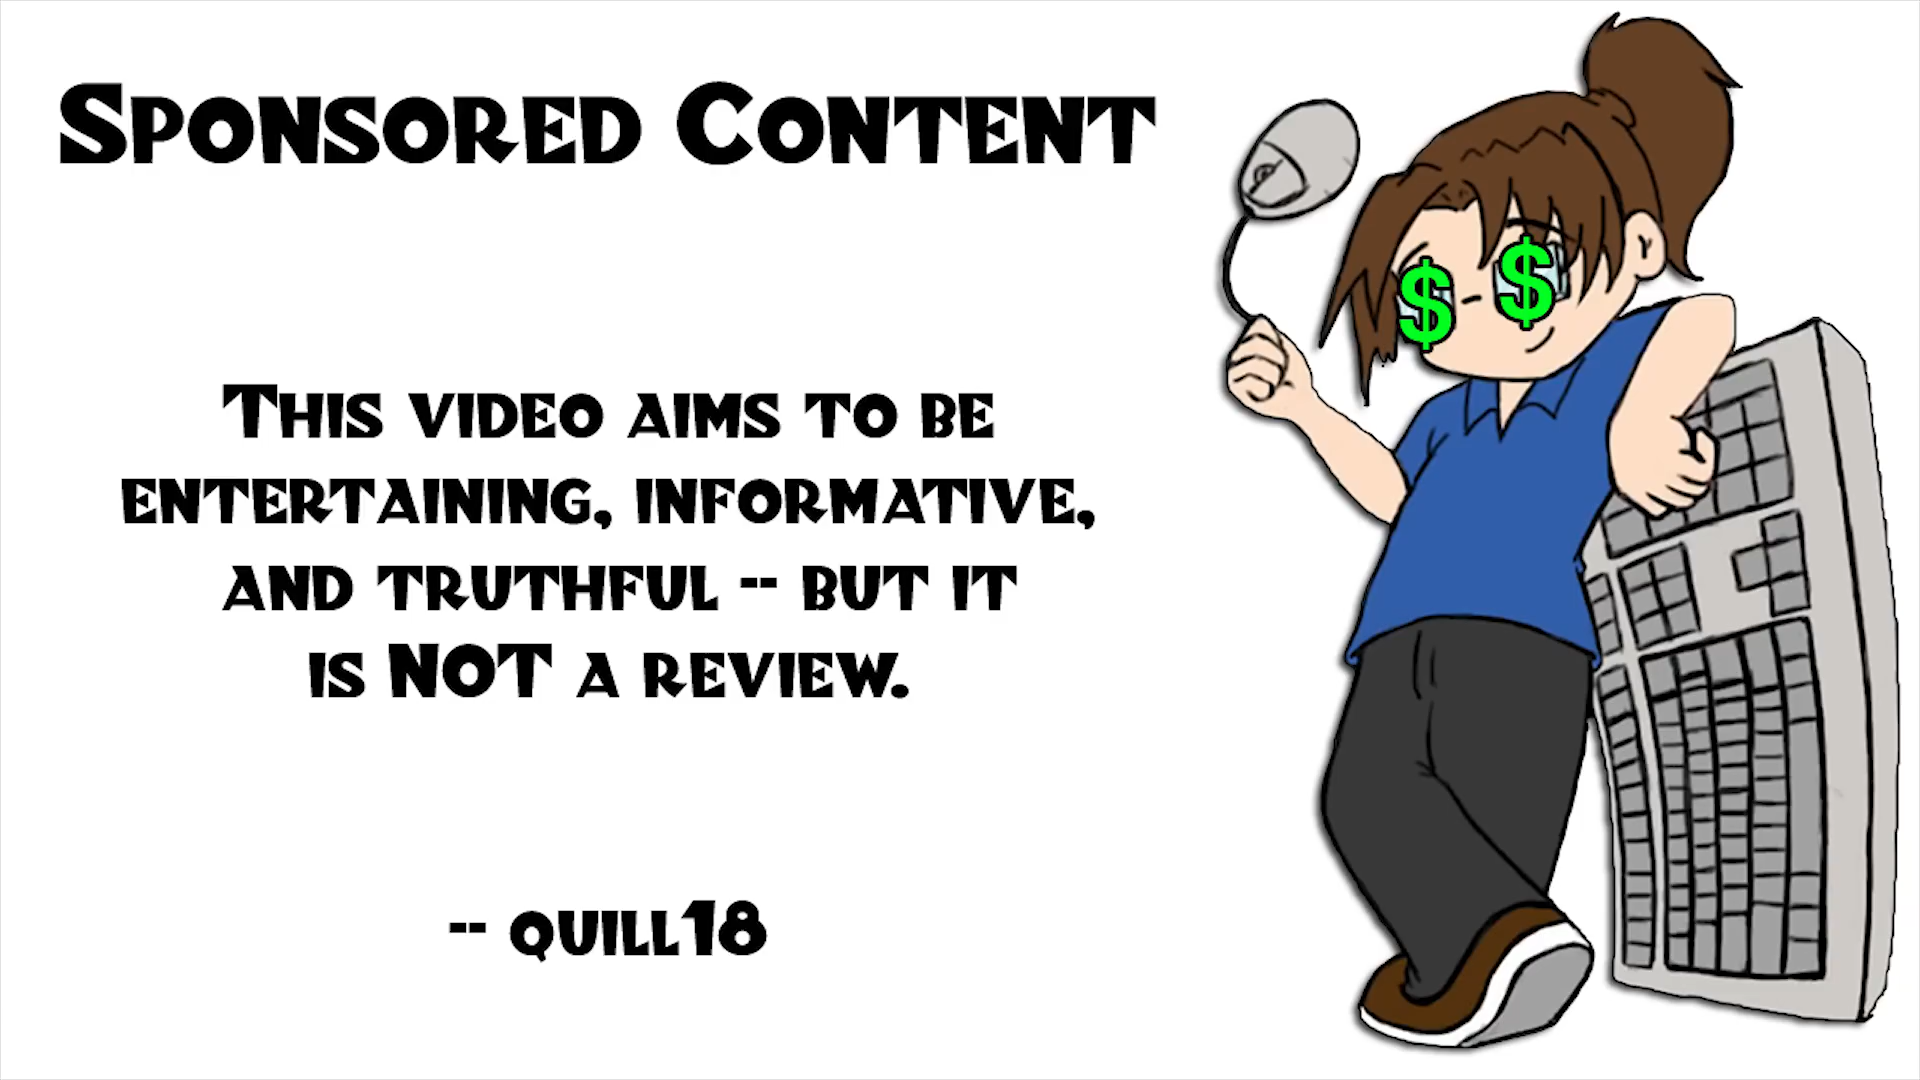 Sponsored Content
This video aims to be
entertaining, informative,
and truthful -- but it
is NOT a review.
-- quill18
$ $